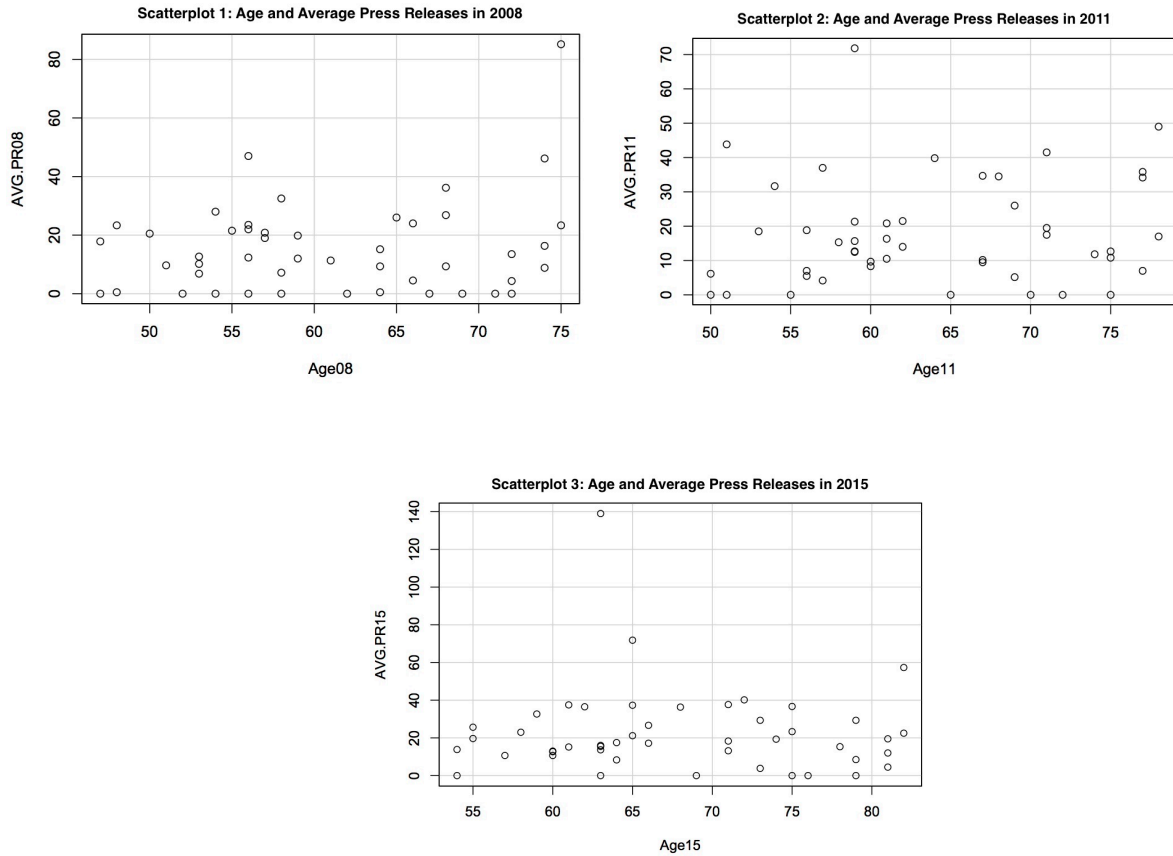 Scatterplot 1: Age and Average Press Releases in 2008
AVG.PR08
80
60
40
20
0
50 55 60 65 70 75
Age08
Scatterplot 2: Age and Average Press Releases in 2011
AVG.PR11
70
60
50
40
30
20
10
0
50 55 60 65 70 75
Age11
Scatterplot 3: Age and Average Press Releases in 2015
AVG.PR15
140
120
100
80
60
40
20
0
55 60 65 70 75 80
Age15